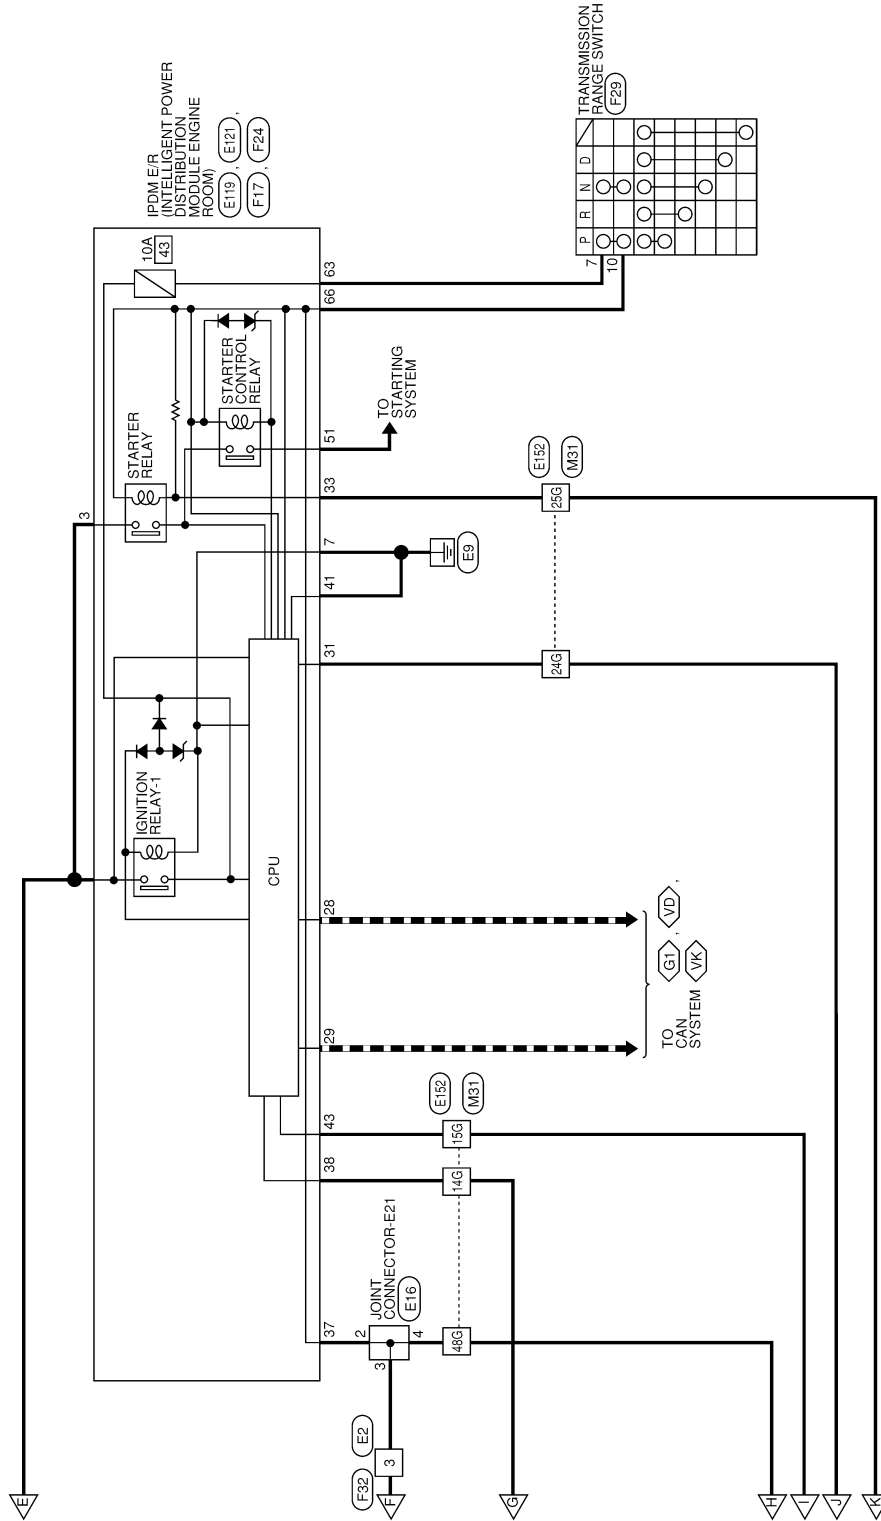 IPDM E/R
(INTELLIGENT POWER
DISTRIBUTION
MODULE ENGINE
ROOM)
E119 , E121 ,
F17 , F24
10A
43
STARTER
RELAY
STARTER
CONTROL
RELAY
IGNITION
RELAY-1
CPU
3
37
38
43
29
28
31
41
7
33
51
66
63
TO
STARTING
SYSTEM
TRANSMISSION
RANGE SWITCH
F29
P
R
N
D
7
10
E152
M31
25G
24G
E9
TO
CAN
SYSTEM
G1 ,
VD ,
VK
E152
M31
15G
14G
48G
JOINT
CONNECTOR-E21
E16
2
3
4
F32
E2
3
E
F
G
H
I
J
K